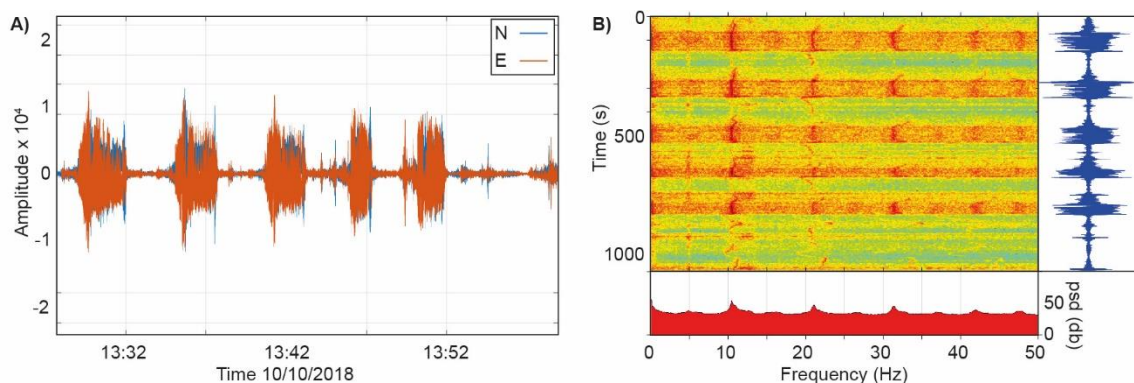 A)
2
1
0
-1
-2
Amplitude x 10⁴
N
E
13:32
13:42
13:52
Time 10/10/2018
B)
0
500
1000
Time (s)
50
0
psd (db)
0
10
20
30
40
50
Frequency (Hz)